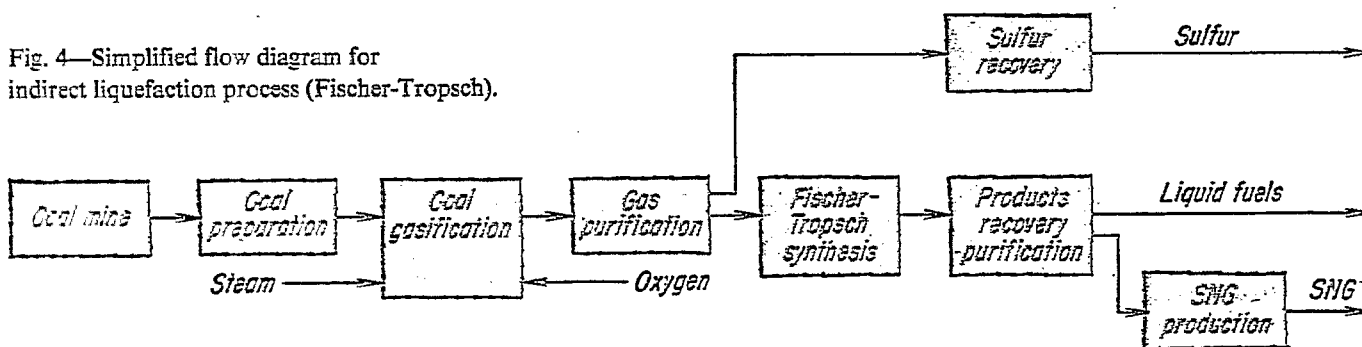 Fig. 4—Simplified flow diagram for
indirect liquefaction process (Fischer-Tropsch).
Sulfur
recovery
Sulfur
Coal mine
Coal
preparation
Coal
gasification
Gas
purification
Fischer-
Tropsch
synthesis
Products
recovery
-purification
Liquid fuels
Steam
Oxygen
SNG
production
SNG